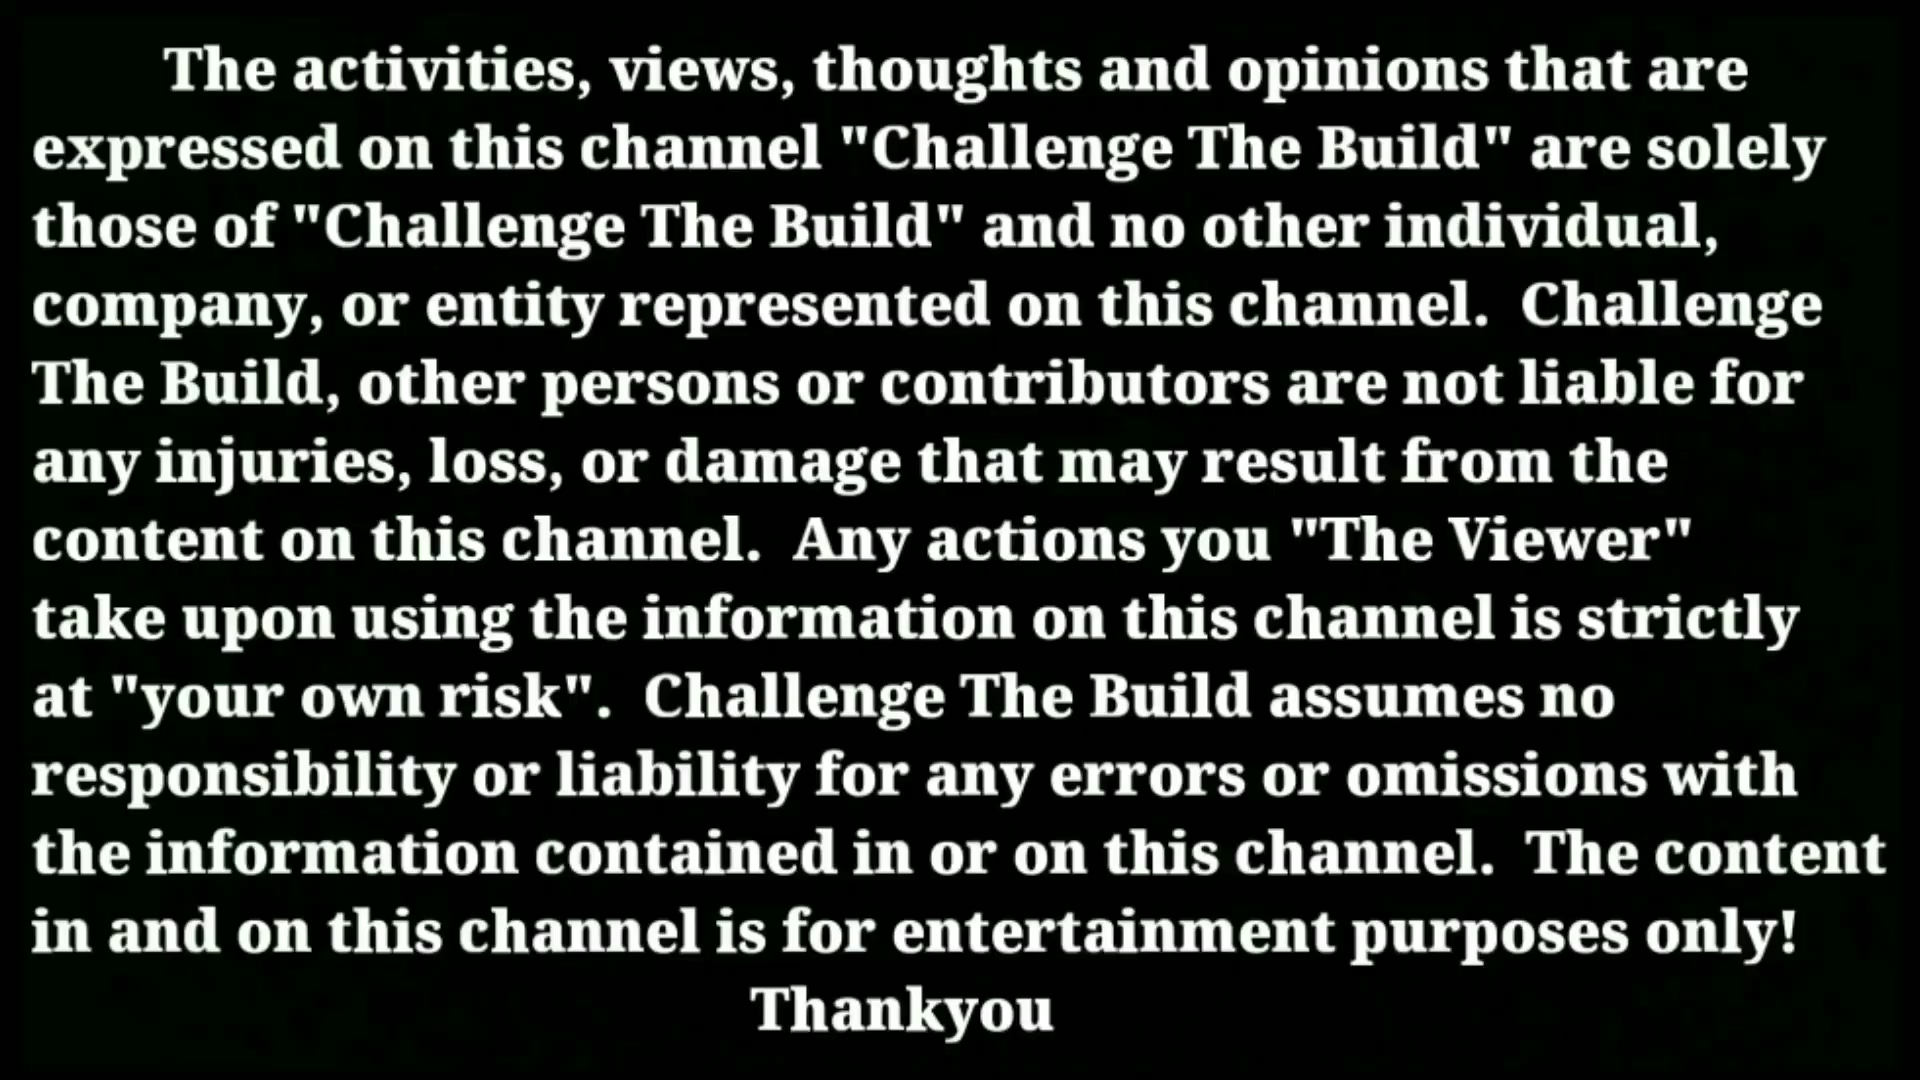 The activities, views, thoughts and opinions that are
expressed on this channel "Challenge The Build" are solely
those of "Challenge The Build" and no other individual,
company, or entity represented on this channel.  Challenge
The Build, other persons or contributors are not liable for
any injuries, loss, or damage that may result from the
content on this channel.  Any actions you "The Viewer"
take upon using the information on this channel is strictly
at "your own risk".  Challenge The Build assumes no
responsibility or liability for any errors or omissions with
the information contained in or on this channel.  The content
in and on this channel is for entertainment purposes only!
Thankyou